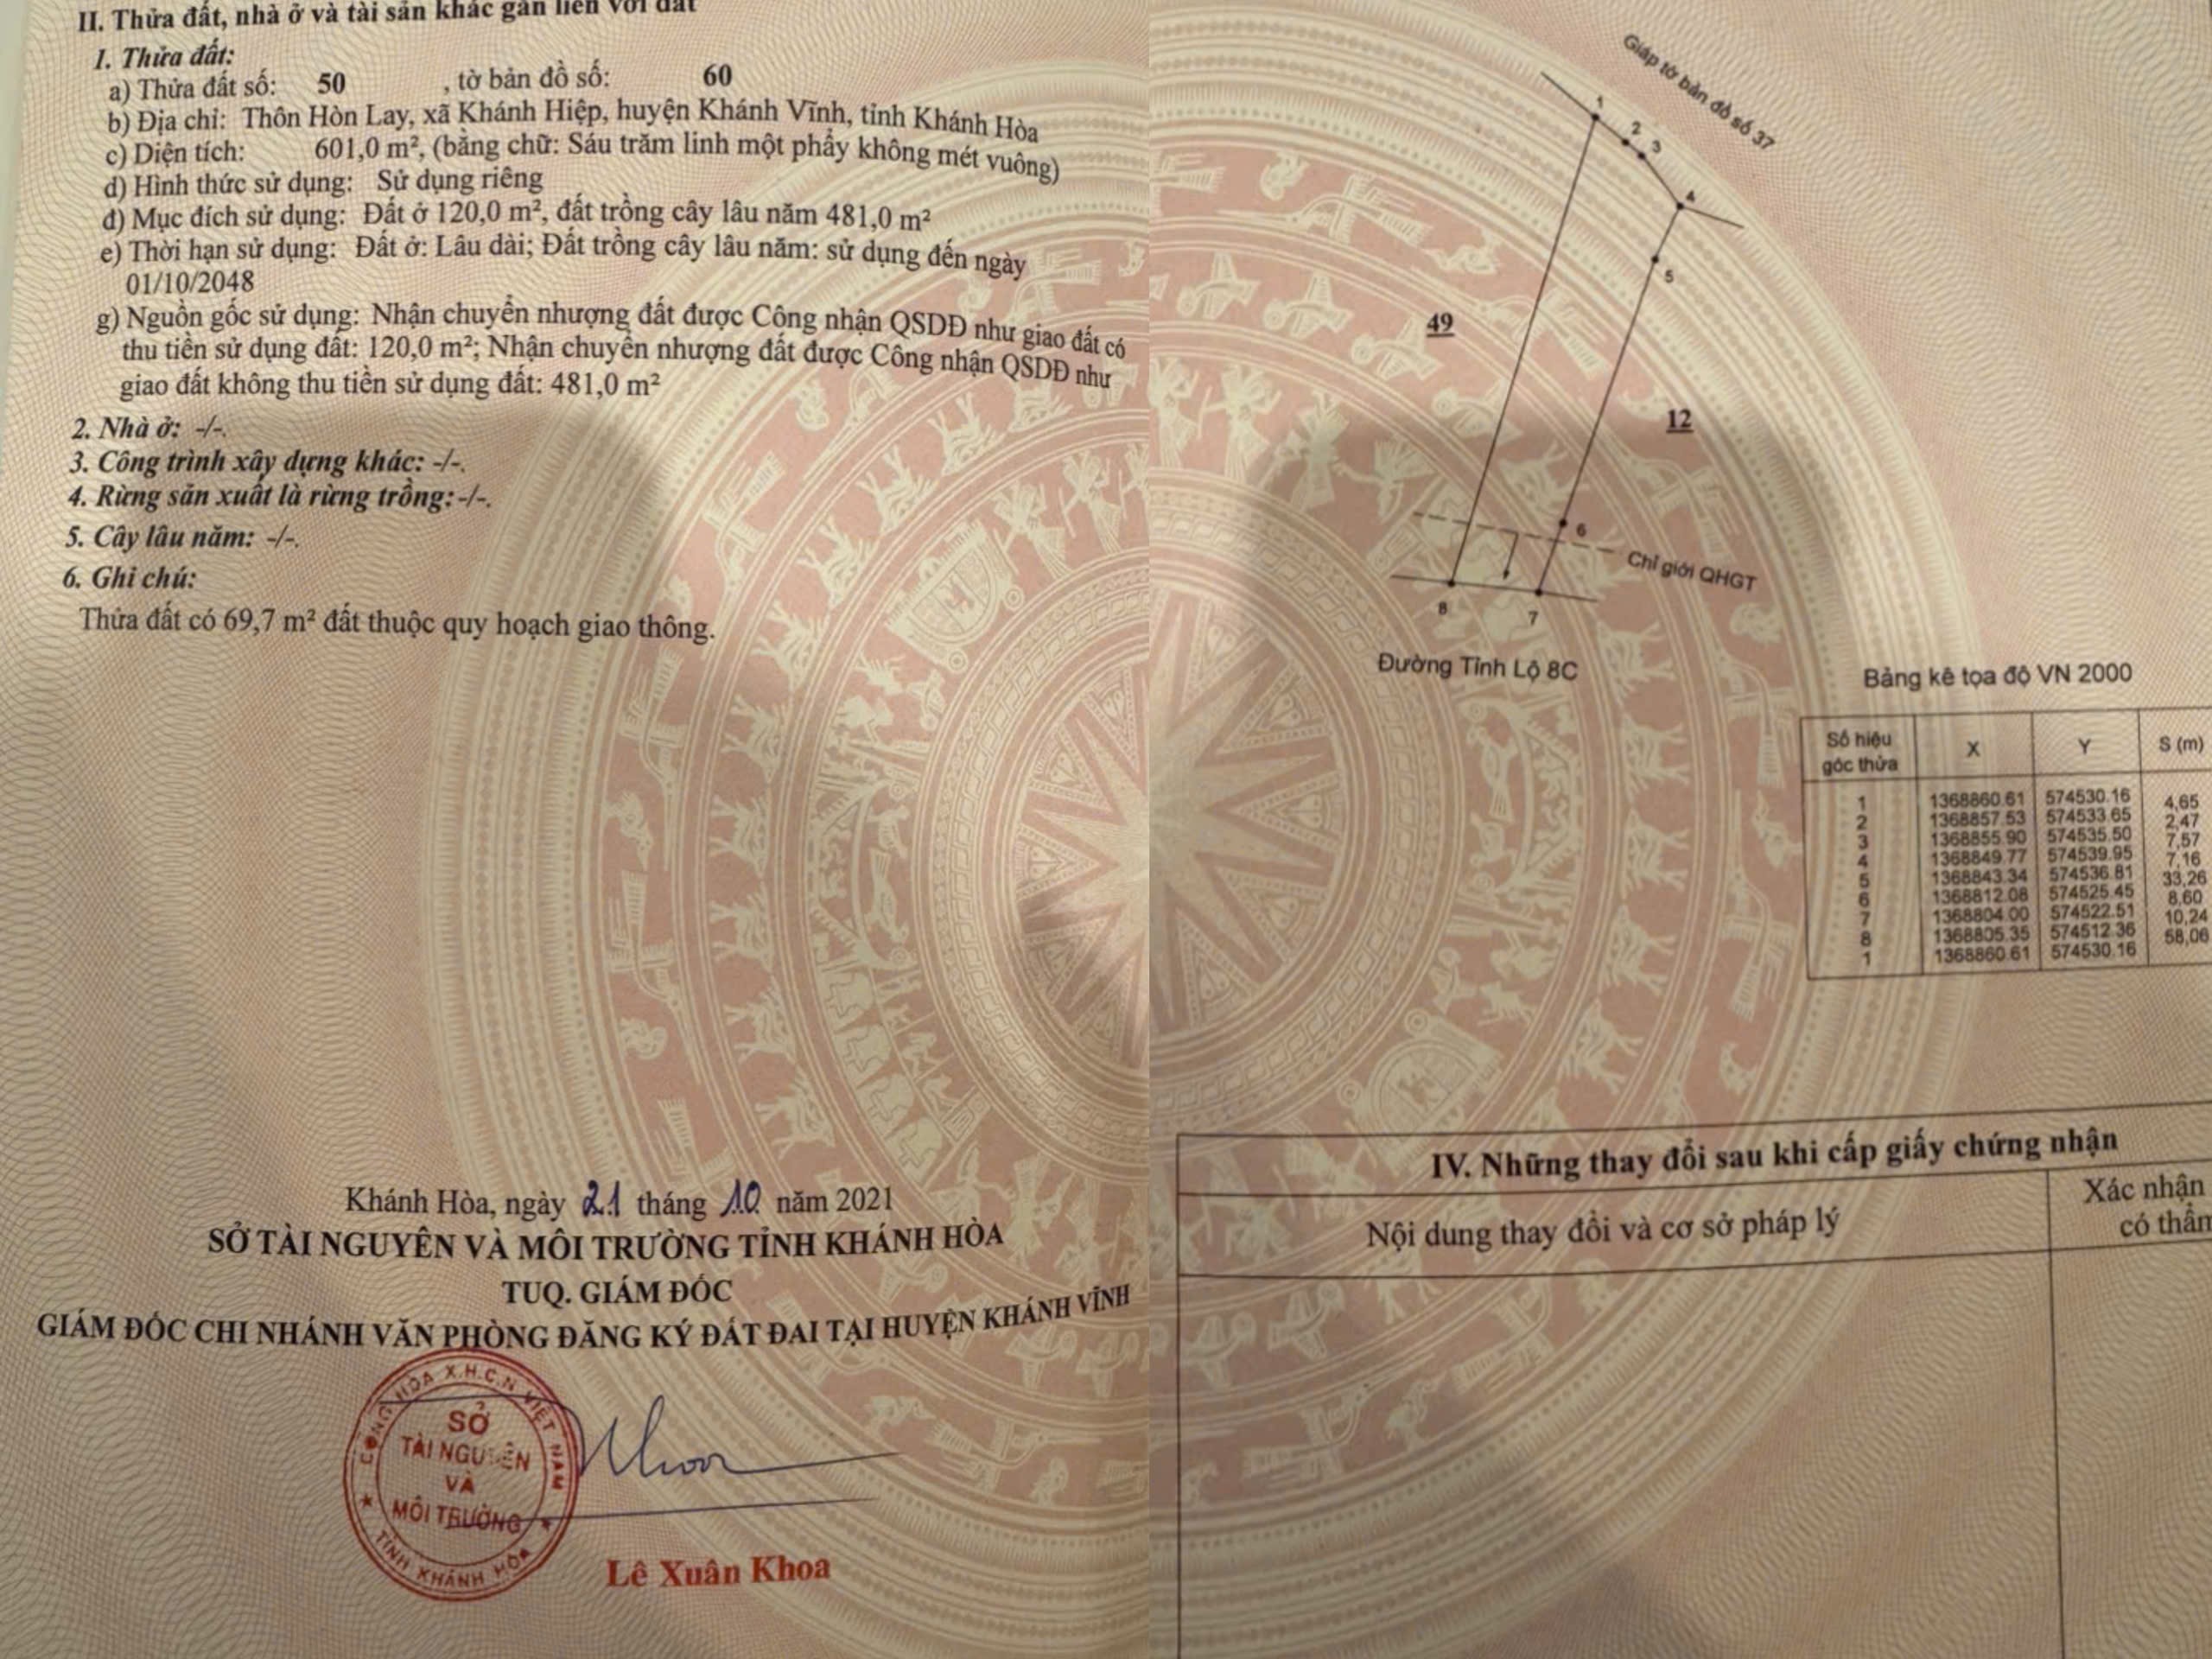 II. Thửa đất, nhà ở và tài sản khác gắn liền với đất
1. Thửa đất:
a) Thửa đất số: 50 , tờ bản đồ số: 60
b) Địa chỉ: Thôn Hòn Lay, xã Khánh Hiệp, huyện Khánh Vĩnh, tỉnh Khánh Hòa
c) Diện tích: 601,0 m², (bằng chữ: Sáu trăm linh một phẩy không mét vuông)
d) Hình thức sử dụng: Sử dụng riêng
đ) Mục đích sử dụng: Đất ở 120,0 m², đất trồng cây lâu năm 481,0 m²
e) Thời hạn sử dụng: Đất ở: Lâu dài; Đất trồng cây lâu năm: sử dụng đến ngày
01/10/2048
g) Nguồn gốc sử dụng: Nhận chuyển nhượng đất được Công nhận QSDĐ như giao đất có
thu tiền sử dụng đất: 120,0 m²; Nhận chuyển nhượng đất được Công nhận QSDĐ như
giao đất không thu tiền sử dụng đất: 481,0 m²
2. Nhà ở: -/-.
3. Công trình xây dựng khác: -/-.
4. Rừng sản xuất là rừng trồng: -/-.
5. Cây lâu năm: -/-.
6. Ghi chú:
Thửa đất có 69,7 m² đất thuộc quy hoạch giao thông.
Khánh Hòa, ngày 21 tháng 10 năm 2021
SỞ TÀI NGUYÊN VÀ MÔI TRƯỜNG TỈNH KHÁNH HÒA
TUQ. GIÁM ĐỐC
GIÁM ĐỐC CHI NHÁNH VĂN PHÒNG ĐĂNG KÝ ĐẤT ĐAI TẠI HUYỆN KHÁNH VĨNH
CỘNG HÒA X.H.C.N VIỆT NAM
SỞ
TÀI NGUYÊN
VÀ
MÔI TRƯỜNG
TỈNH KHÁNH HÒA
Lê Xuân Khoa
Giáp tờ bản đồ số 37
1
2
3
4
5
49
12
6
Chỉ giới QHGT
8
7
Đường Tỉnh Lộ 8C
Bảng kê tọa độ VN 2000
Số hiệu góc thửa X Y S (m)
1 1368860.61 574530.16 4,65
2 1368857.53 574533.65 2,47
3 1368855.90 574535.50 7,57
4 1368849.77 574539.95 7,16
5 1368843.34 574536.81 33,26
6 1368812.08 574525.45 8,60
7 1368804.00 574522.51 10,24
8 1368805.35 574512.36 58,06
1 1368860.61 574530.16
IV. Những thay đổi sau khi cấp giấy chứng nhận
Nội dung thay đổi và cơ sở pháp lý
Xác nhận
có thẩm